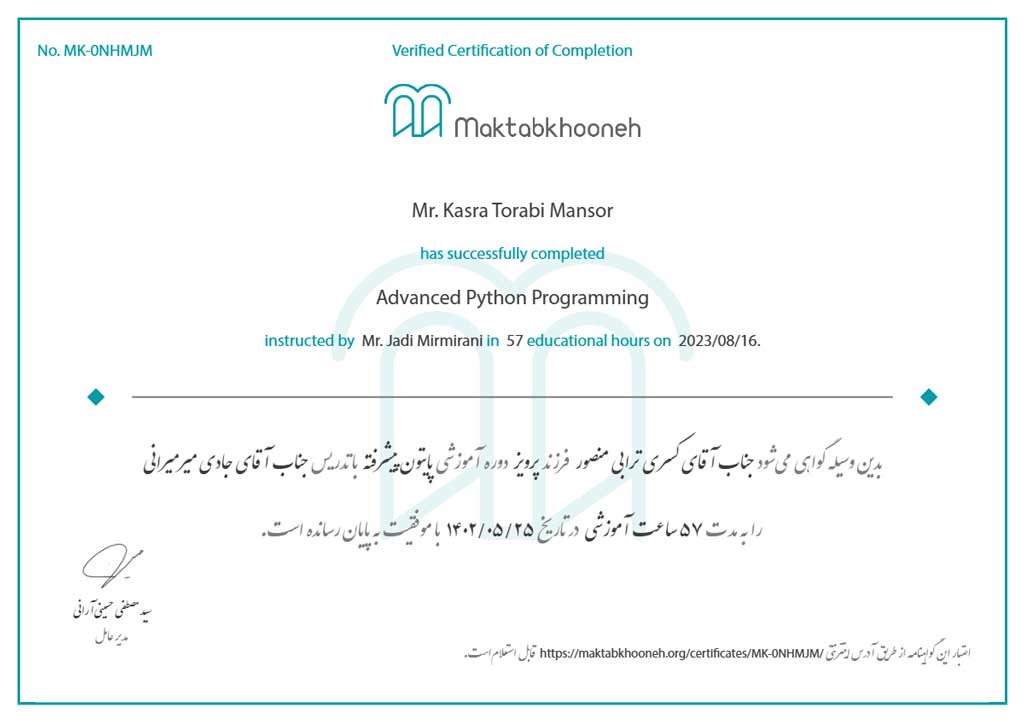 No. MK-0NHMJM
Verified Certification of Completion
Maktabkhooneh
Mr. Kasra Torabi Mansor
has successfully completed
Advanced Python Programming
instructed by Mr. Jadi Mirmirani in 57 educational hours on 2023/08/16.
بدین وسیله گواهی می‌شود جناب آقای کسری ترابی منصور فرزند پرویز دوره آموزشی پایتون پیشرفته با تدریس جناب آقای جادی میرمیرانی
را به مدت ۵۷ ساعت آموزشی در تاریخ ۱۴۰۲/۰۵/۲۵ با موفقیت به پایان رسانده است.
سید مصطفی حسینی آرانی
مدیر عامل
اعتبار این گواهینامه از طریق آدرس اینترنتی https://maktabkhooneh.org/certificates/MK-0NHMJM/ قابل استعلام است.